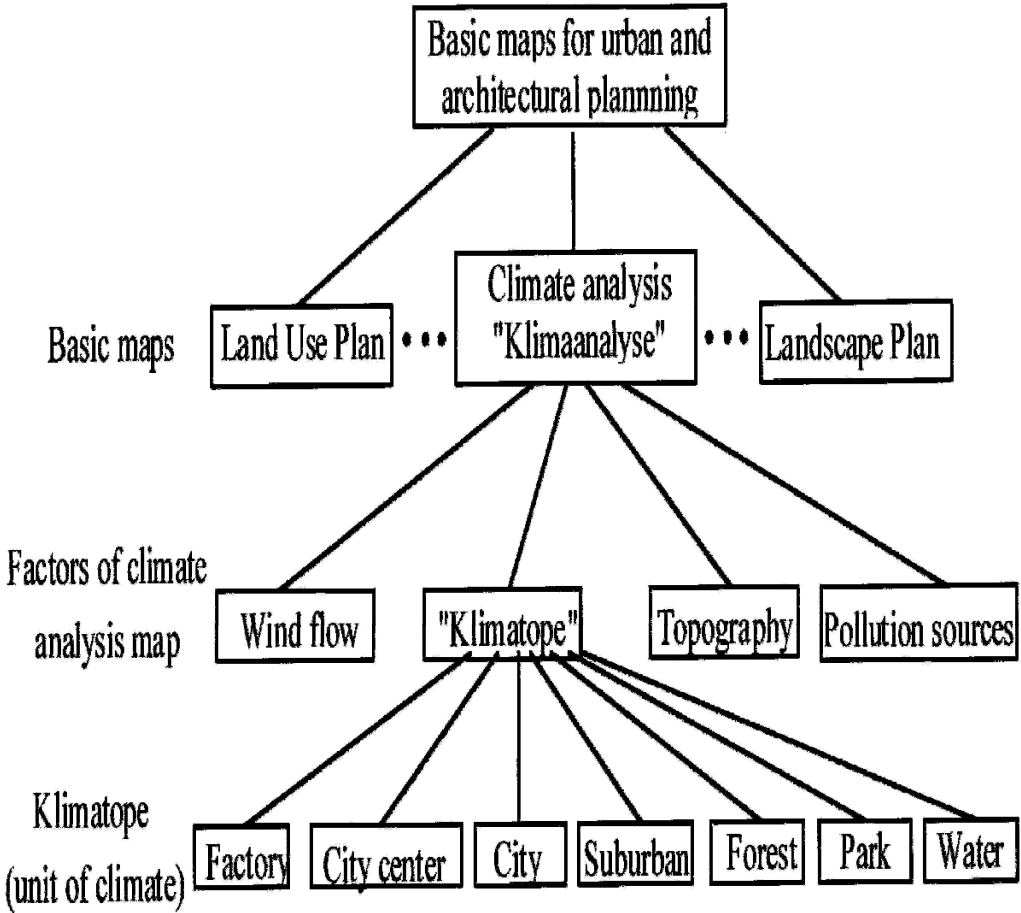 Basic maps for urban and
architectural plannning
Basic maps
Land Use Plan
Climate analysis
"Klimaanalyse"
Landscape Plan
Factors of climate
analysis map
Wind flow
"Klimatope"
Topography
Pollution sources
Klimatope
(unit of climate)
Factory
City center
City
Suburban
Forest
Park
Water